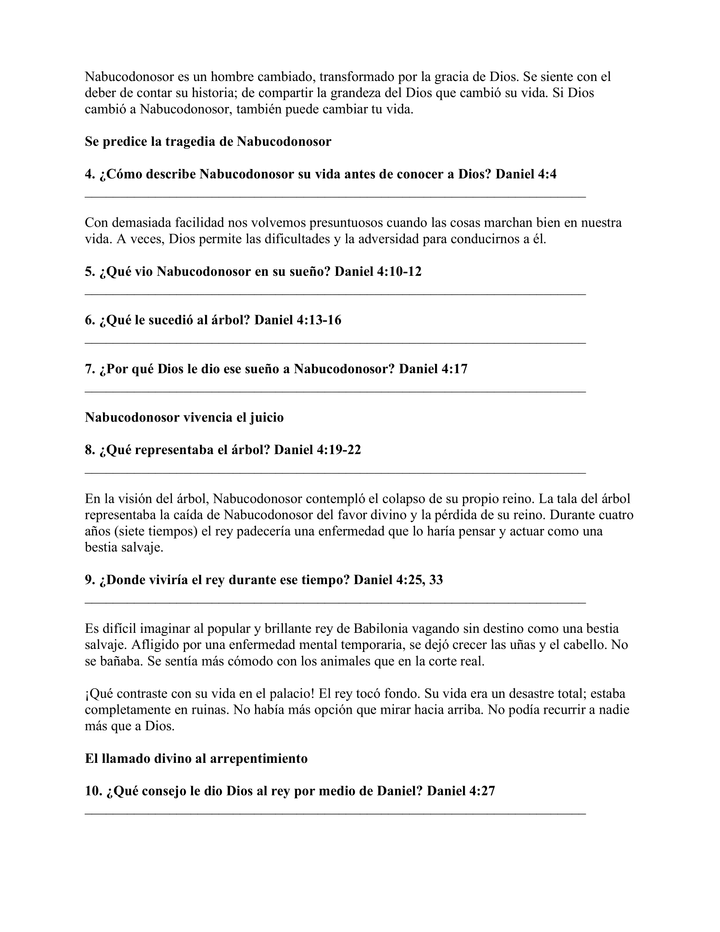 Nabucodonosor es un hombre cambiado, transformado por la gracia de Dios. Se siente con el
deber de contar su historia; de compartir la grandeza del Dios que cambió su vida. Si Dios
cambió a Nabucodonosor, también puede cambiar tu vida.
Se predice la tragedia de Nabucodonosor
4. ¿Cómo describe Nabucodonosor su vida antes de conocer a Dios? Daniel 4:4
Con demasiada facilidad nos volvemos presuntuosos cuando las cosas marchan bien en nuestra
vida. A veces, Dios permite las dificultades y la adversidad para conducirnos a él.
5. ¿Qué vio Nabucodonosor en su sueño? Daniel 4:10-12
6. ¿Qué le sucedió al árbol? Daniel 4:13-16
7. ¿Por qué Dios le dio ese sueño a Nabucodonosor? Daniel 4:17
Nabucodonosor vivencia el juicio
8. ¿Qué representaba el árbol? Daniel 4:19-22
En la visión del árbol, Nabucodonosor contempló el colapso de su propio reino. La tala del árbol
representaba la caída de Nabucodonosor del favor divino y la pérdida de su reino. Durante cuatro
años (siete tiempos) el rey padecería una enfermedad que lo haría pensar y actuar como una
bestia salvaje.
9. ¿Donde viviría el rey durante ese tiempo? Daniel 4:25, 33
Es difícil imaginar al popular y brillante rey de Babilonia vagando sin destino como una bestia
salvaje. Afligido por una enfermedad mental temporaria, se dejó crecer las uñas y el cabello. No
se bañaba. Se sentía más cómodo con los animales que en la corte real.
¡Qué contraste con su vida en el palacio! El rey tocó fondo. Su vida era un desastre total; estaba
completamente en ruinas. No había más opción que mirar hacia arriba. No podía recurrir a nadie
más que a Dios.
El llamado divino al arrepentimiento
10. ¿Qué consejo le dio Dios al rey por medio de Daniel? Daniel 4:27